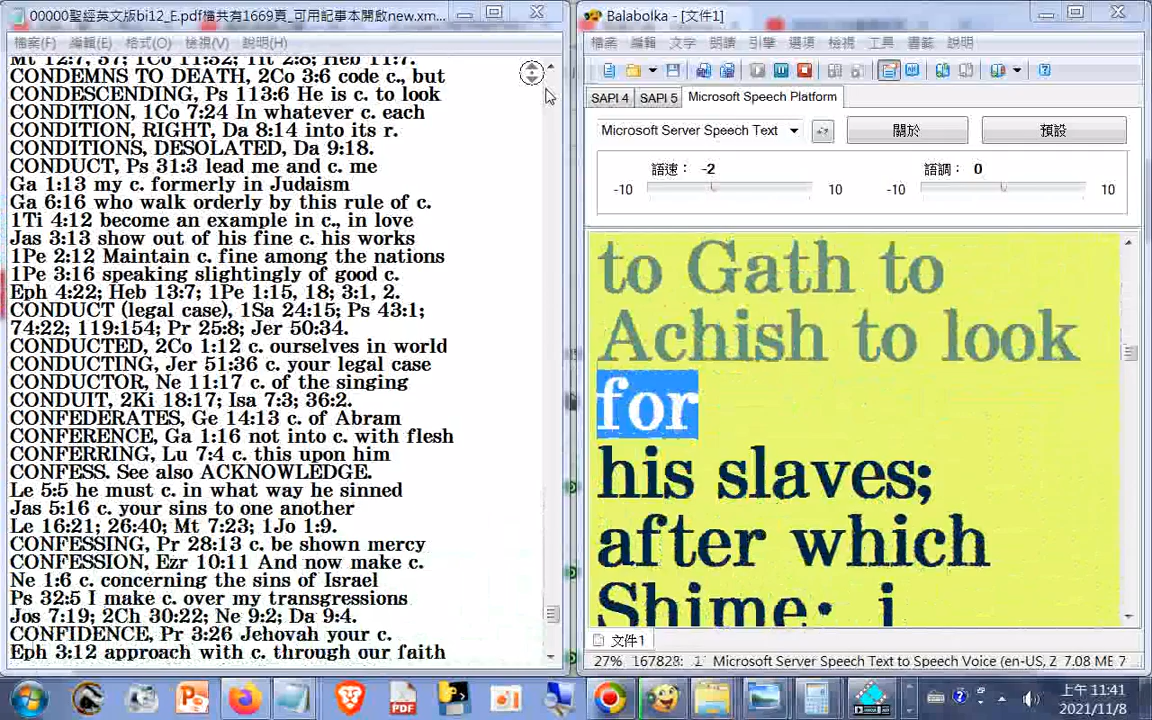 00000聖經英文版bi12_E.pdf檔共有1669頁_可用記事本開啟new.xm...
檔案(F) 編輯(E) 格式(O) 檢視(V) 說明(H)
Mt 12:7, 37; 1Co 11:32; Tit 2:8; Heb 11:7.
CONDEMNS TO DEATH, 2Co 3:6 code c., but
CONDESCENDING, Ps 113:6 He is c. to look
CONDITION, 1Co 7:24 In whatever c. each
CONDITION, RIGHT, Da 8:14 into its r.
CONDITIONS, DESOLATED, Da 9:18.
CONDUCT, Ps 31:3 lead me and c. me
Ga 1:13 my c. formerly in Judaism
Ga 6:16 who walk orderly by this rule of c.
1Ti 4:12 become an example in c., in love
Jas 3:13 show out of his fine c. his works
1Pe 2:12 Maintain c. fine among the nations
1Pe 3:16 speaking slightingly of good c.
Eph 4:22; Heb 13:7; 1Pe 1:15, 18; 3:1, 2.
CONDUCT (legal case), 1Sa 24:15; Ps 43:1;
74:22; 119:154; Pr 25:8; Jer 50:34.
CONDUCTED, 2Co 1:12 c. ourselves in world
CONDUCTING, Jer 51:36 c. your legal case
CONDUCTOR, Ne 11:17 c. of the singing
CONDUIT, 2Ki 18:17; Isa 7:3; 36:2.
CONFEDERATES, Ge 14:13 c. of Abram
CONFERENCE, Ga 1:16 not into c. with flesh
CONFERRING, Lu 7:4 c. this upon him
CONFESS. See also ACKNOWLEDGE.
Le 5:5 he must c. in what way he sinned
Jas 5:16 c. your sins to one another
Le 16:21; 26:40; Mt 7:23; 1Jo 1:9.
CONFESSING, Pr 28:13 c. be shown mercy
CONFESSION, Ezr 10:11 And now make c.
Ne 1:6 c. concerning the sins of Israel
Ps 32:5 I make c. over my transgressions
Jos 7:19; 2Ch 30:22; Ne 9:2; Da 9:4.
CONFIDENCE, Pr 3:26 Jehovah your c.
Eph 3:12 approach with c. through our faith
Balabolka - [文件1]
檔案 編輯 文字 朗讀 引擎 選項 檢視 工具 書籤 說明
SAPI 4 SAPI 5 Microsoft Speech Platform
Microsoft Server Speech Text 關於 預設
語速: -2 語調: 0
-10 10 -10 10
to Gath to
Achish to look
for
his slaves;
after which
文件1
27% 167828: Microsoft Server Speech Text to Speech Voice (en-US, Z 7.08 MB
PDF
上午 11:41
2021/11/8